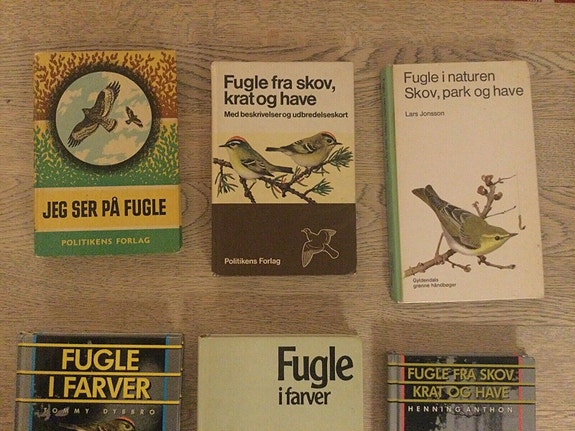 JEG SER PÅ FUGLE
POLITIKENS FORLAG
Fugle fra skov,
krat og have
Med beskrivelser og udbredelseskort
Politikens Forlag
Fugle i naturen
Skov, park og have
Lars Jonsson
Gyldendals
grønne håndbøger
FUGLE
I FARVER
TOMMY DYBBRO
Fugle
i farver
FUGLE FRA SKOV,
KRAT OG HAVE
HENNING ANTHON